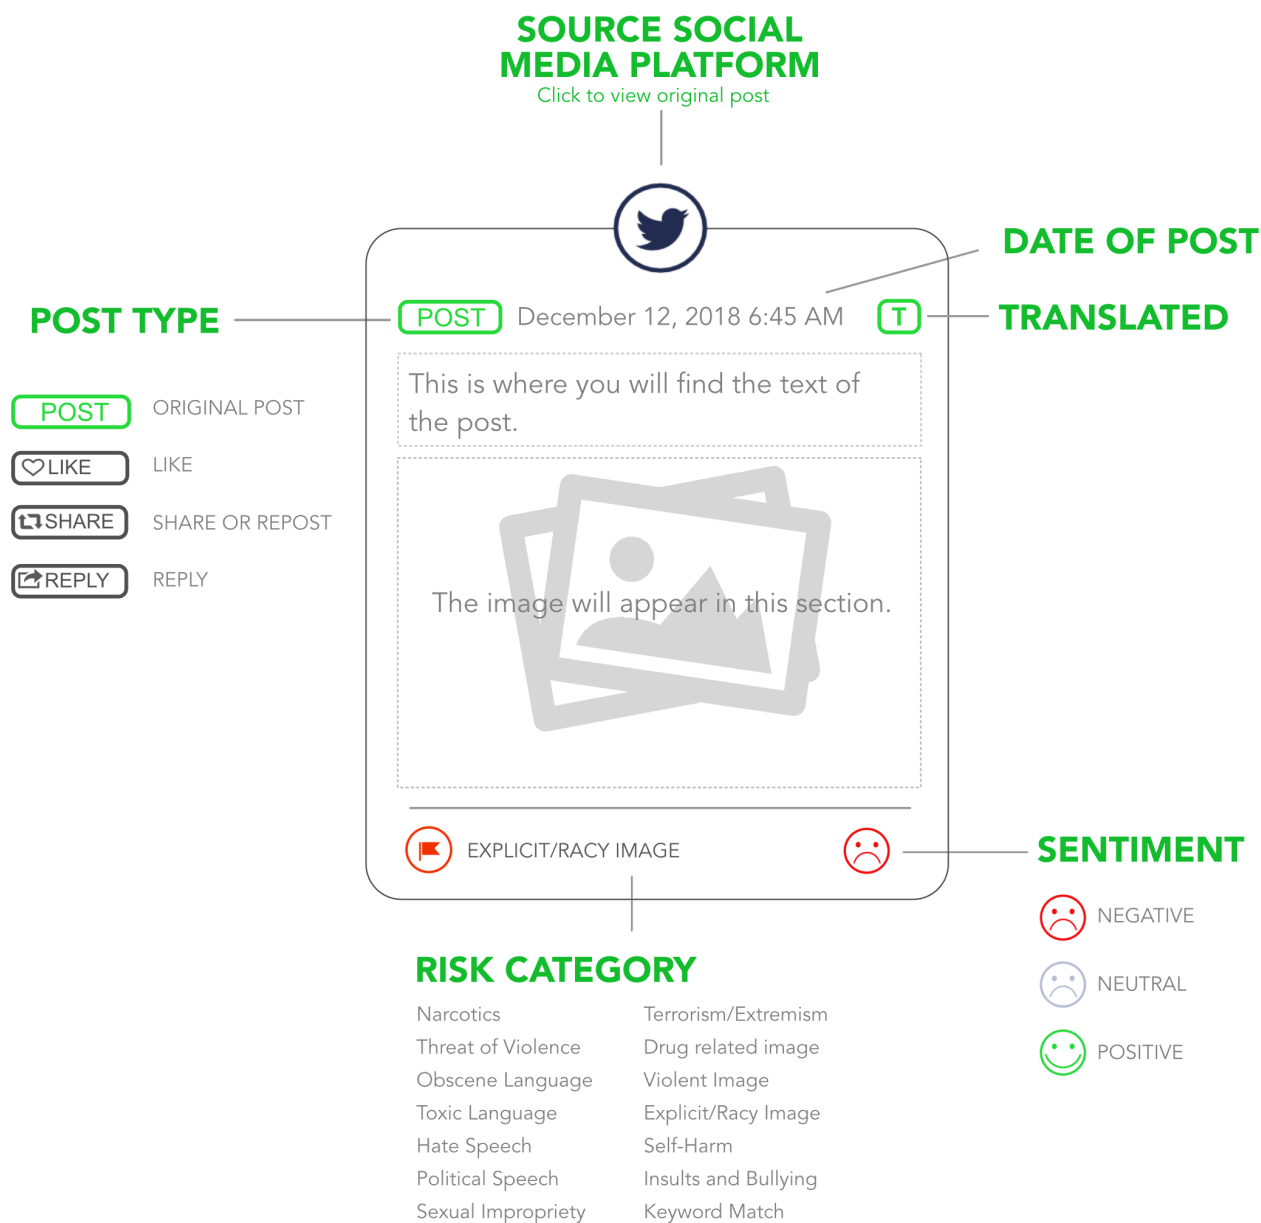 SOURCE SOCIAL
MEDIA PLATFORM
Click to view original post
DATE OF POST
POST TYPE
POST
December 12, 2018 6:45 AM
T
TRANSLATED
This is where you will find the text of
the post.
POST
ORIGINAL POST
LIKE
LIKE
SHARE
SHARE OR REPOST
REPLY
REPLY
The image will appear in this section.
EXPLICIT/RACY IMAGE
SENTIMENT
NEGATIVE
NEUTRAL
POSITIVE
RISK CATEGORY
Narcotics
Threat of Violence
Obscene Language
Toxic Language
Hate Speech
Political Speech
Sexual Impropriety
Terrorism/Extremism
Drug related image
Violent Image
Explicit/Racy Image
Self-Harm
Insults and Bullying
Keyword Match